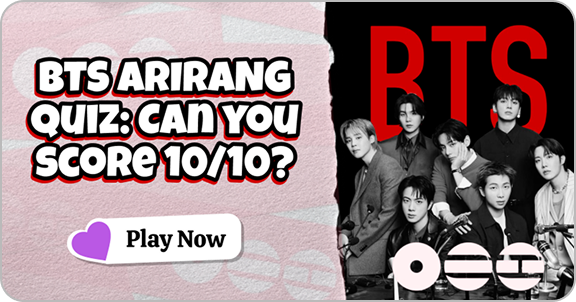 BTS ARIRANG
QUIZ: CAN YOU
SCORE 10/10?
Play Now
BTS